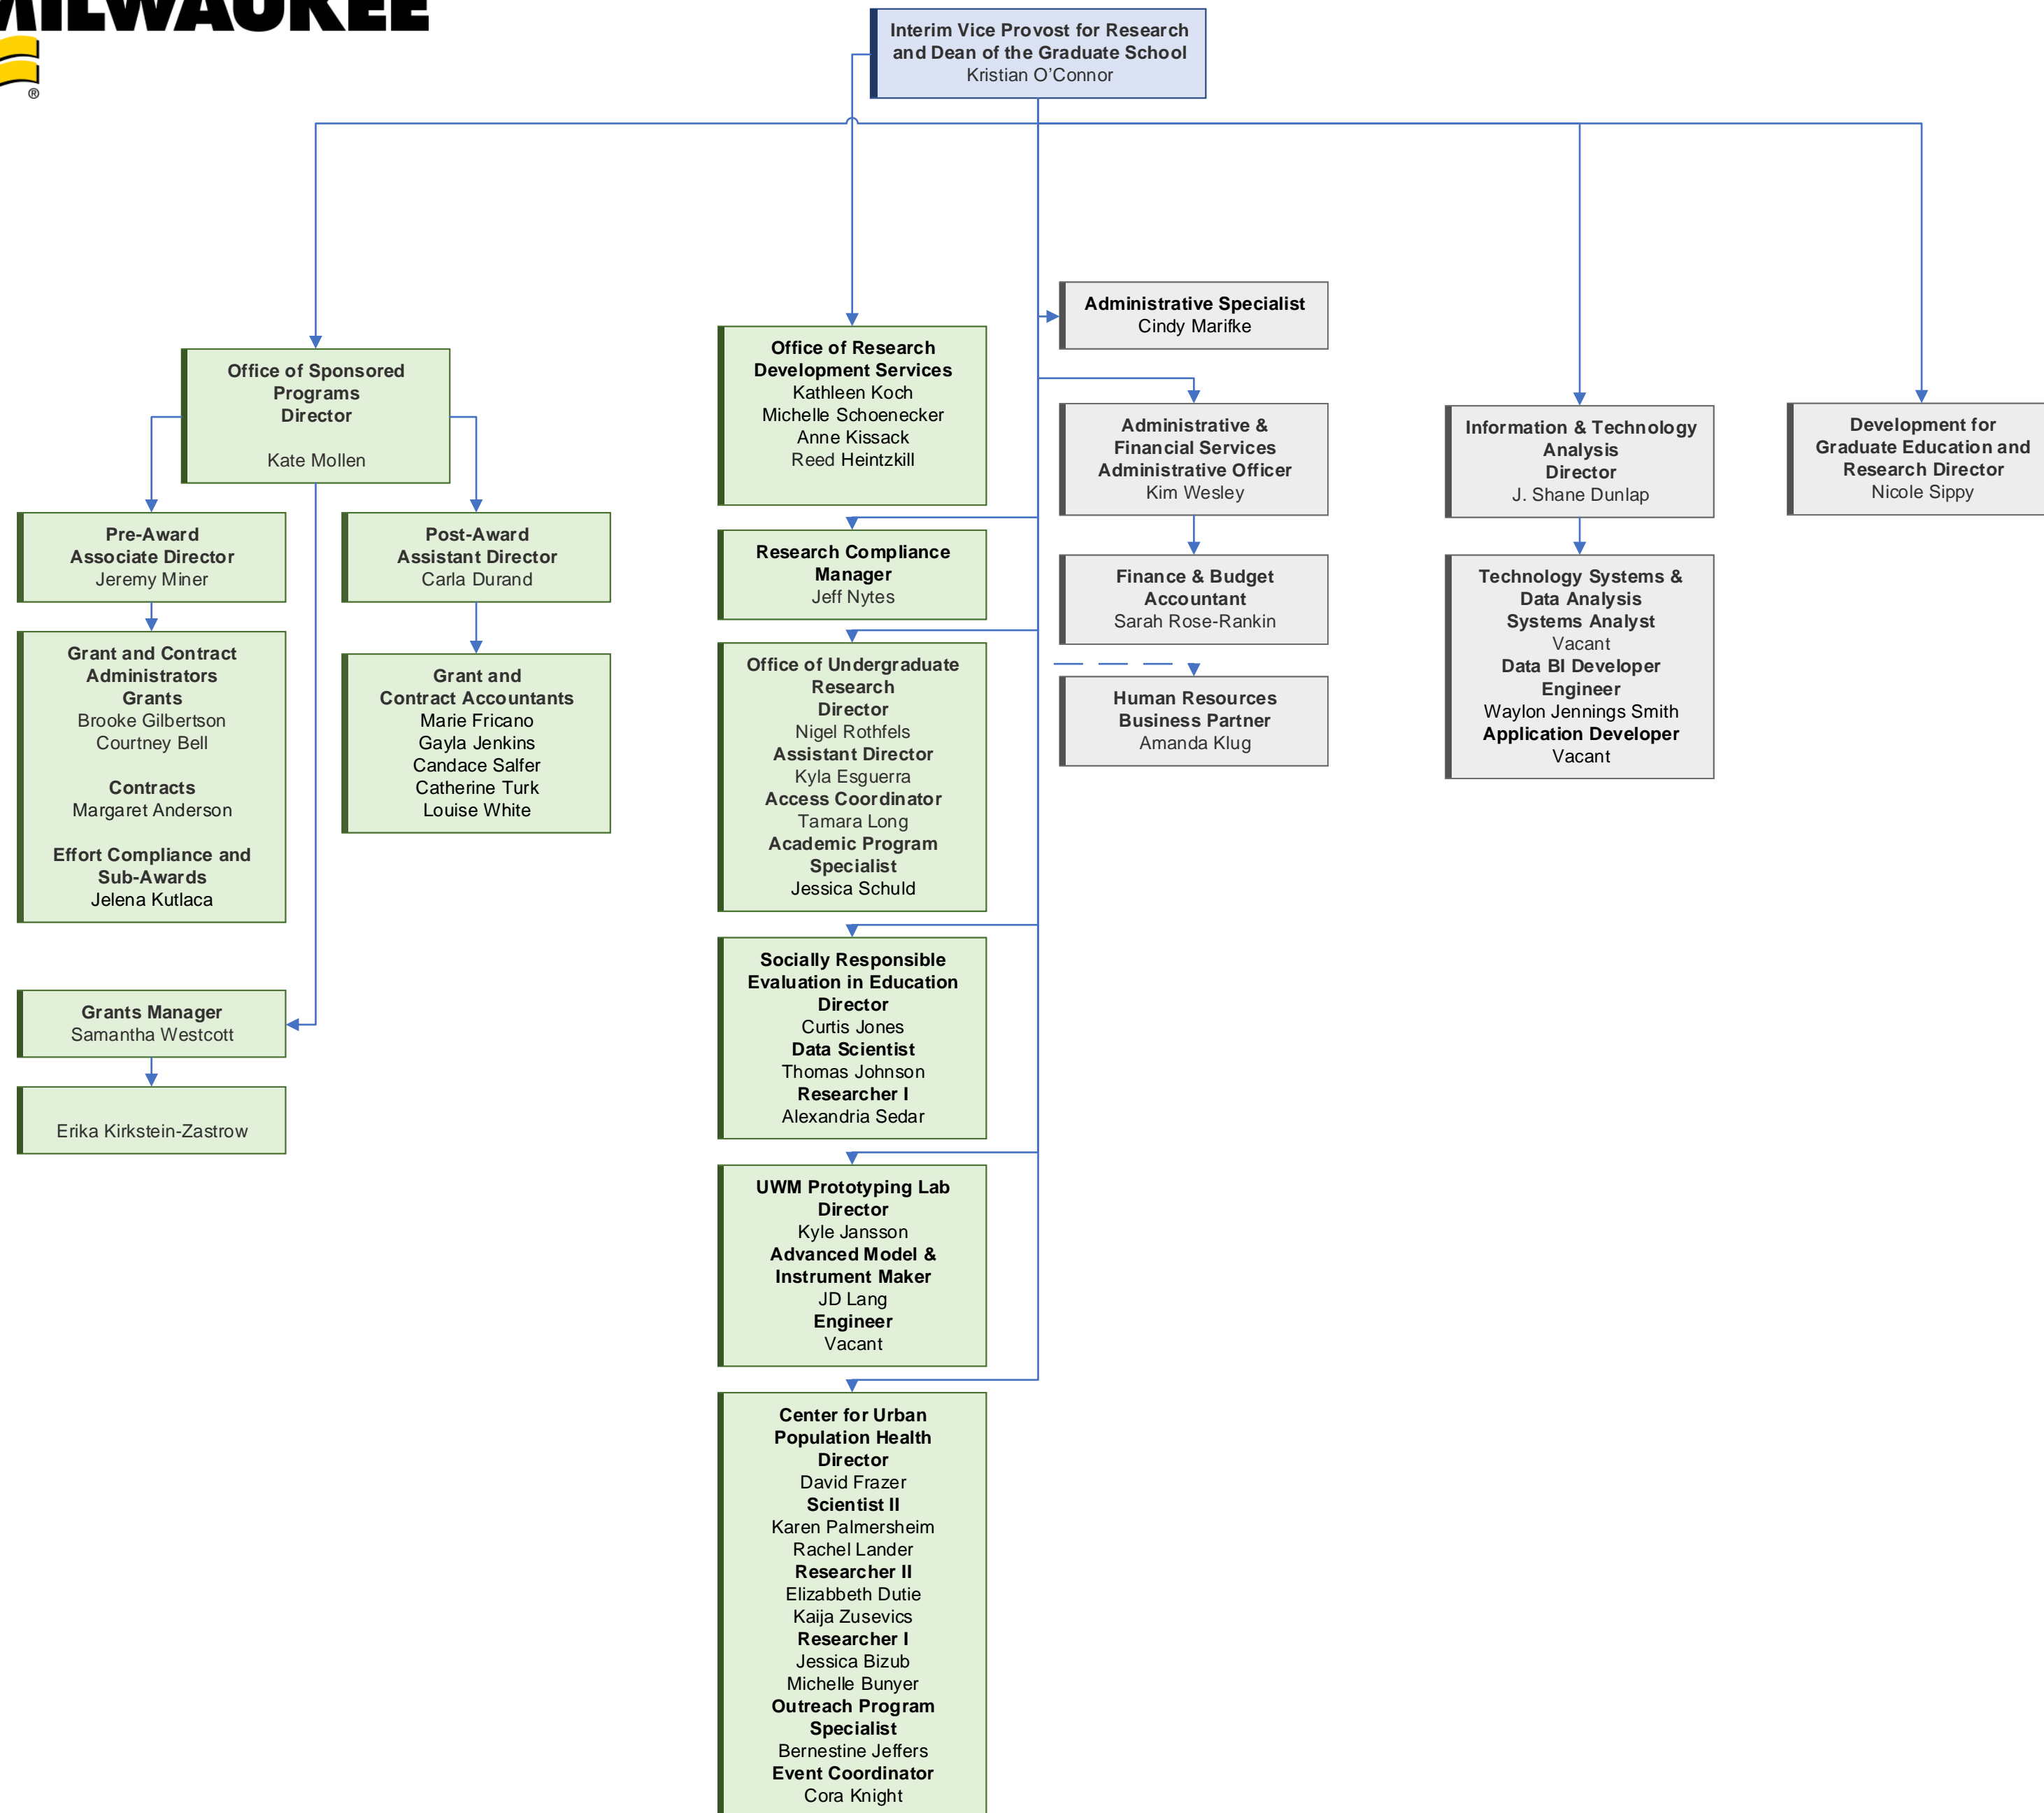 MILWAUKEE
®
Interim Vice Provost for Research
and Dean of the Graduate School
Kristian O'Connor
Office of Sponsored
Programs
Director
Kate Mollen
Pre-Award
Associate Director
Jeremy Miner
Post-Award
Assistant Director
Carla Durand
Grant and Contract
Administrators
Grants
Brooke Gilbertson
Courtney Bell
Contracts
Margaret Anderson
Effort Compliance and
Sub-Awards
Jelena Kutlaca
Grant and
Contract Accountants
Marie Fricano
Gayla Jenkins
Candace Salfer
Catherine Turk
Louise White
Grants Manager
Samantha Westcott
Erika Kirkstein-Zastrow
Office of Research
Development Services
Kathleen Koch
Michelle Schoenecker
Anne Kissack
Reed Heintzkill
Research Compliance
Manager
Jeff Nytes
Office of Undergraduate
Research
Director
Nigel Rothfels
Assistant Director
Kyla Esguerra
Access Coordinator
Tamara Long
Academic Program
Specialist
Jessica Schuld
Socially Responsible
Evaluation in Education
Director
Curtis Jones
Data Scientist
Thomas Johnson
Researcher I
Alexandria Sedar
UWM Prototyping Lab
Director
Kyle Jansson
Advanced Model &
Instrument Maker
JD Lang
Engineer
Vacant
Center for Urban
Population Health
Director
David Frazer
Scientist II
Karen Palmersheim
Rachel Lander
Researcher II
Elizabbeth Dutie
Kaija Zusevics
Researcher I
Jessica Bizub
Michelle Bunyer
Outreach Program
Specialist
Bernestine Jeffers
Event Coordinator
Cora Knight
Administrative Specialist
Cindy Marifke
Administrative &
Financial Services
Administrative Officer
Kim Wesley
Finance & Budget
Accountant
Sarah Rose-Rankin
Human Resources
Business Partner
Amanda Klug
Information & Technology
Analysis
Director
J. Shane Dunlap
Technology Systems &
Data Analysis
Systems Analyst
Vacant
Data BI Developer
Engineer
Waylon Jennings Smith
Application Developer
Vacant
Development for
Graduate Education and
Research Director
Nicole Sippy